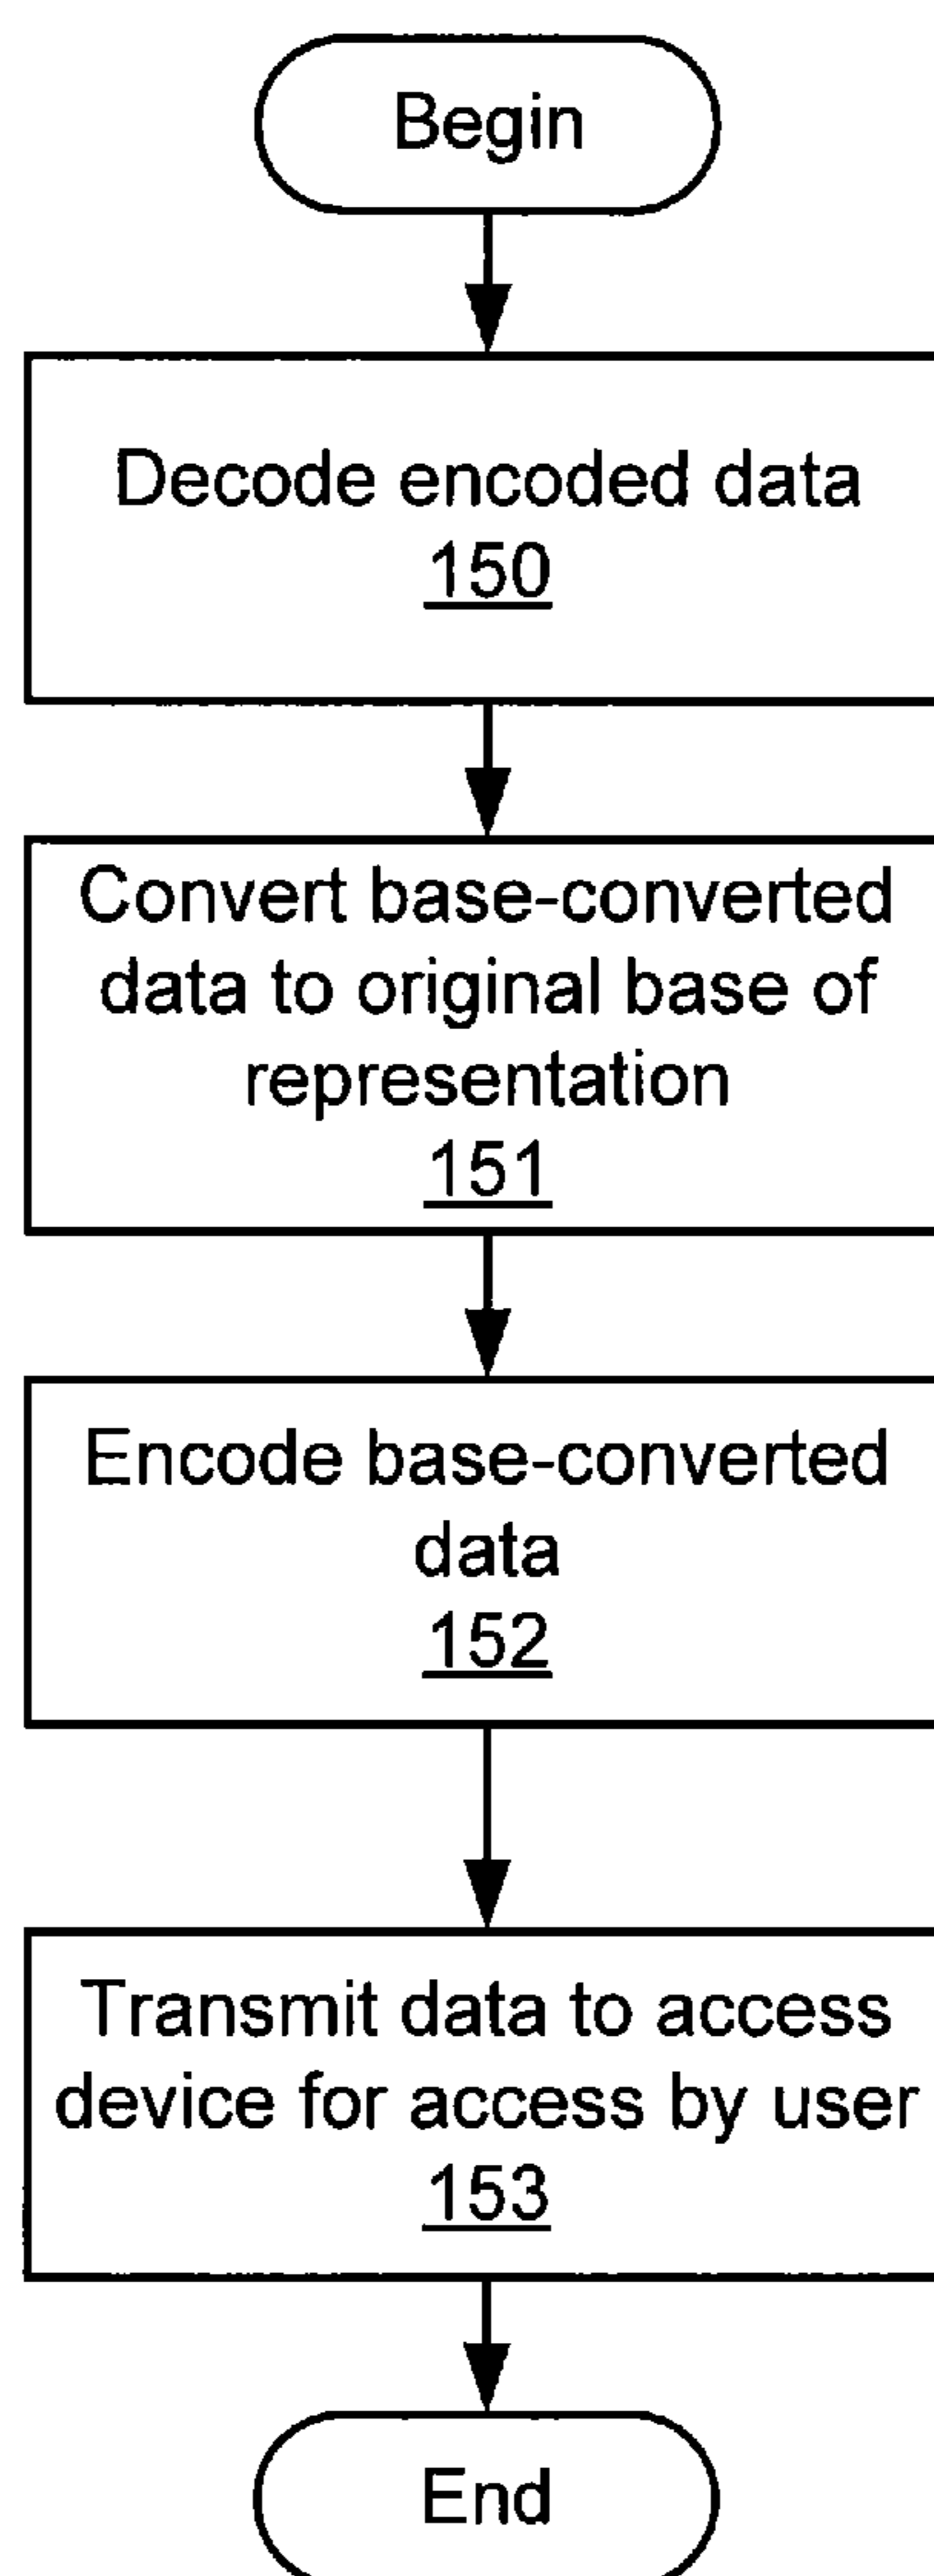 Begin
Decode encoded data
150
Convert base-converted
data to original base of
representation
151
Encode base-converted
data
152
Transmit data to access
device for access by user
153
End